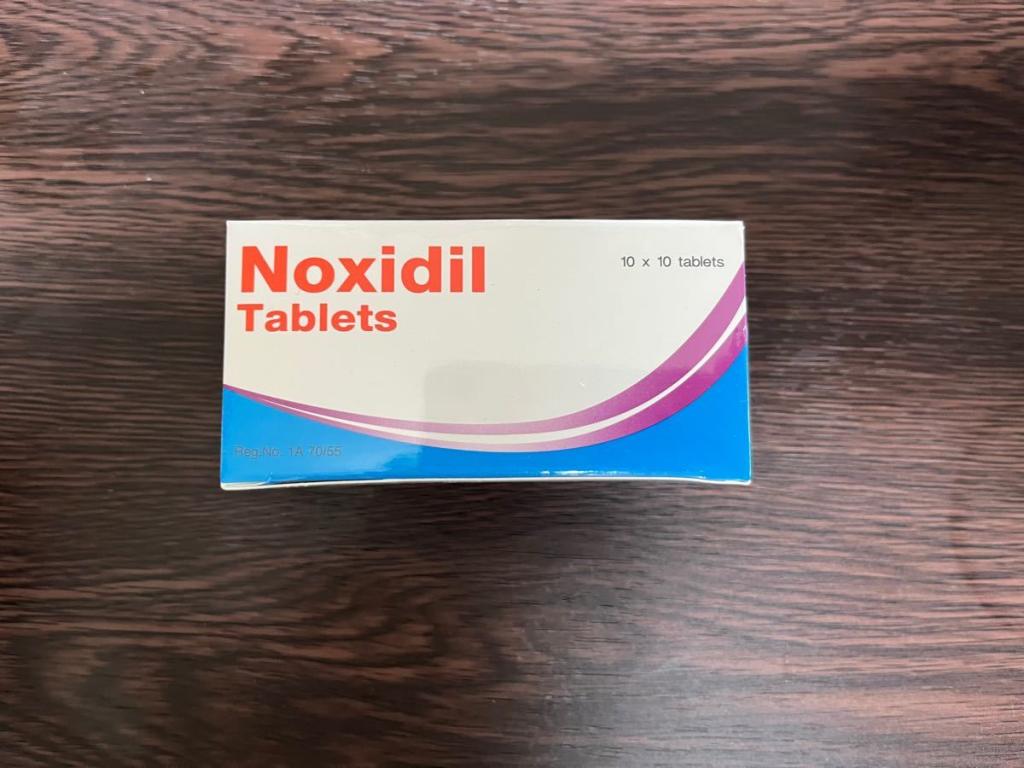 Noxidil
Tablets
10 x 10 tablets
Reg.No. 1A 70/55